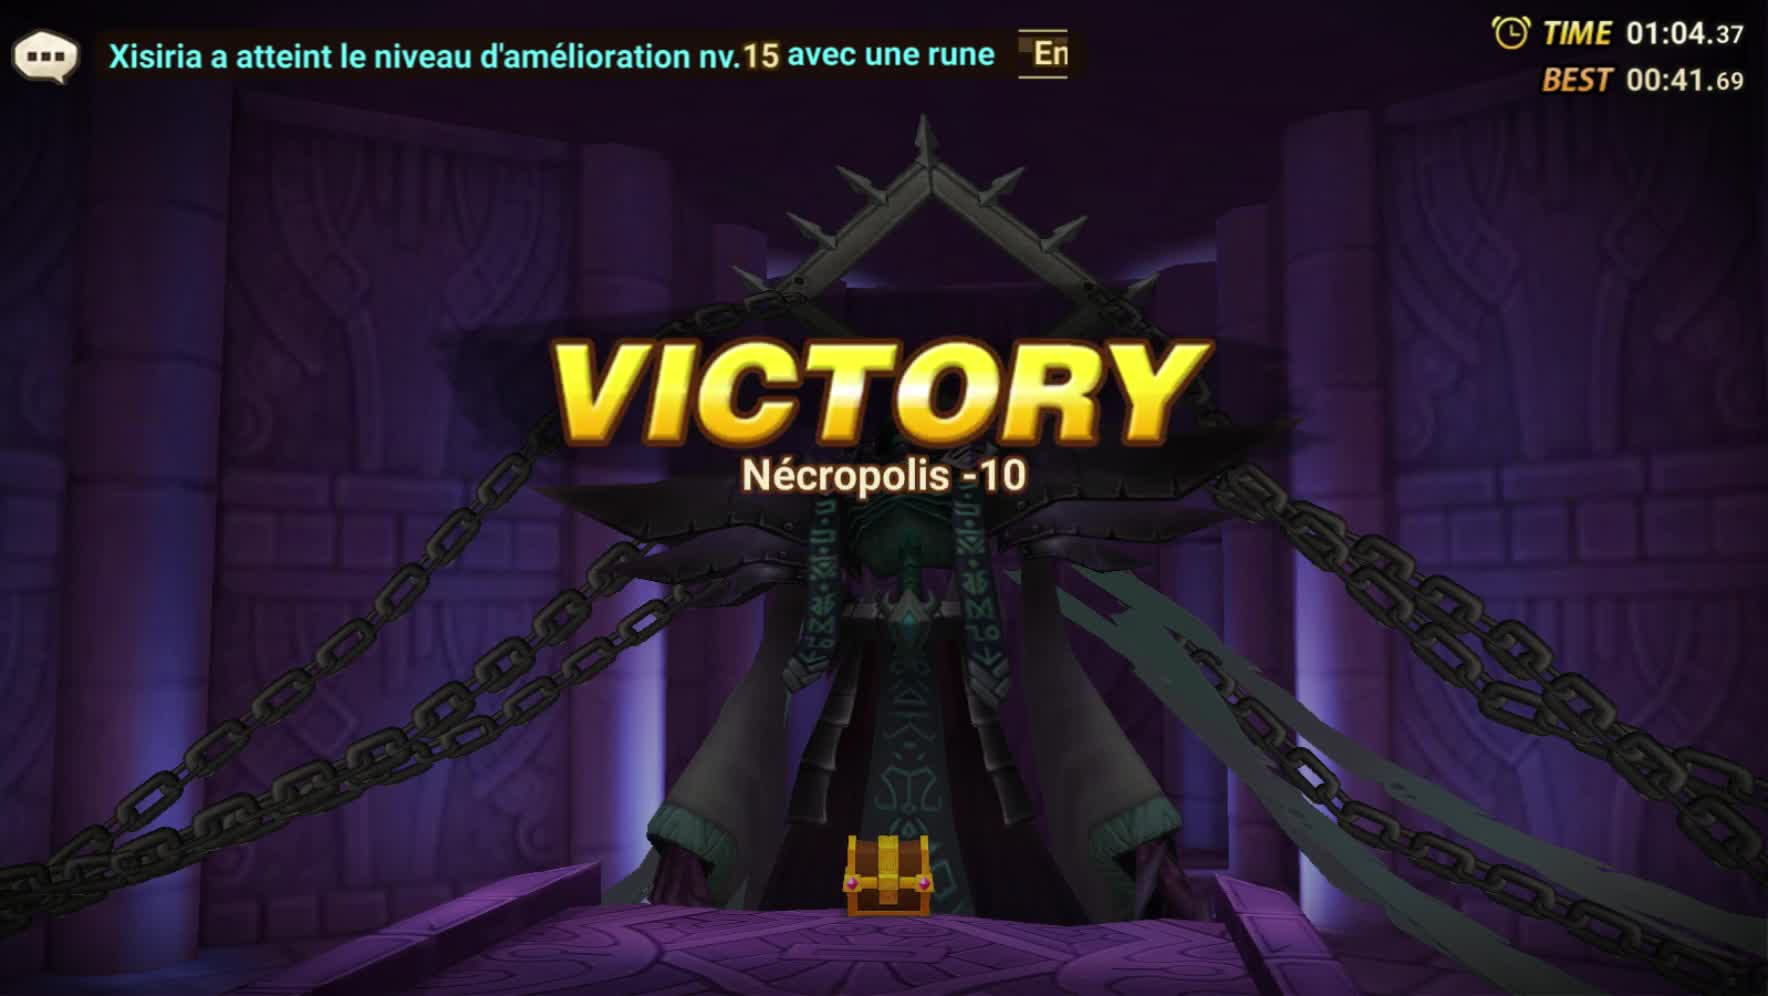 Xisiria a atteint le niveau d'amélioration nv.15 avec une rune En
TIME 01:04.37
BEST 00:41.69
VICTORY
Nécropolis -10